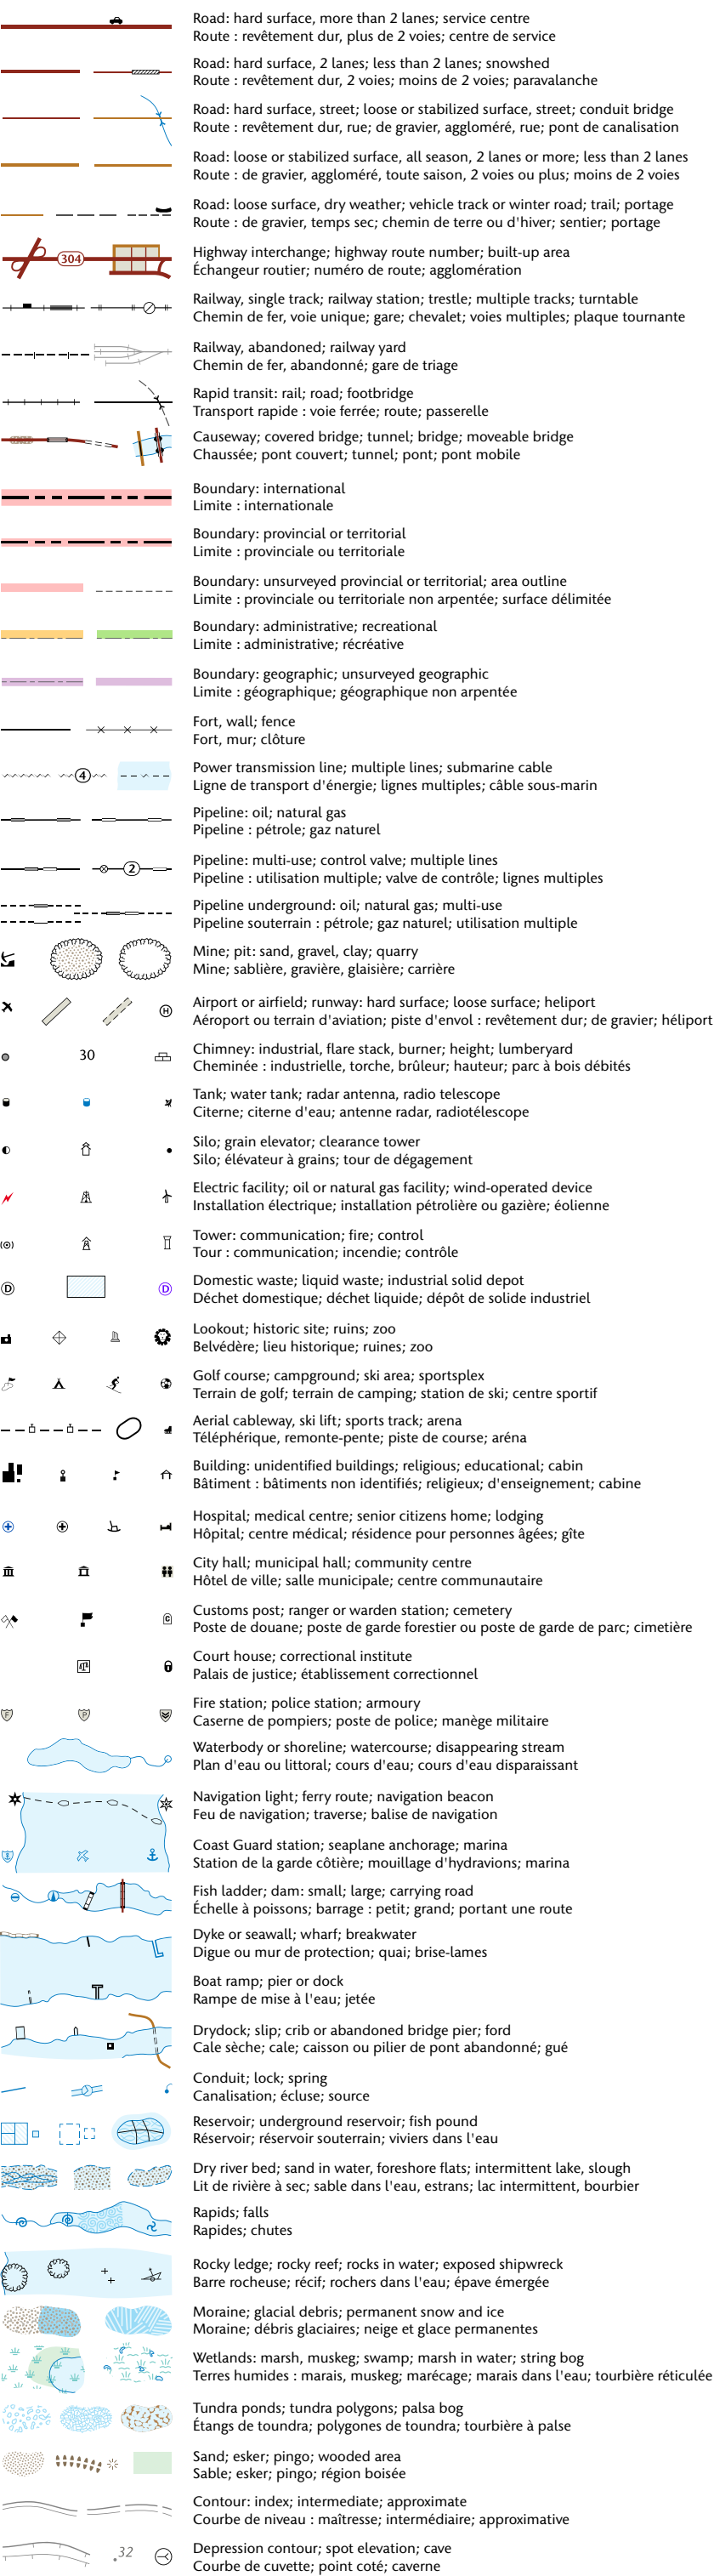 Road: hard surface, more than 2 lanes; service centre
Route : revêtement dur, plus de 2 voies; centre de service
Road: hard surface, 2 lanes; less than 2 lanes; snowshed
Route : revêtement dur, 2 voies; moins de 2 voies; paravalanche
Road: hard surface, street; loose or stabilized surface, street; conduit bridge
Route : revêtement dur, rue; de gravier, aggloméré, rue; pont de canalisation
Road: loose or stabilized surface, all season, 2 lanes or more; less than 2 lanes
Route : de gravier, aggloméré, toute saison, 2 voies ou plus; moins de 2 voies
Road: loose surface, dry weather; vehicle track or winter road; trail; portage
Route : de gravier, temps sec; chemin de terre ou d'hiver; sentier; portage
304
Highway interchange; highway route number; built-up area
Échangeur routier; numéro de route; agglomération
Railway, single track; railway station; trestle; multiple tracks; turntable
Chemin de fer, voie unique; gare; chevalet; voies multiples; plaque tournante
Railway, abandoned; railway yard
Chemin de fer, abandonné; gare de triage
Rapid transit: rail; road; footbridge
Transport rapide : voie ferrée; route; passerelle
Causeway; covered bridge; tunnel; bridge; moveable bridge
Chaussée; pont couvert; tunnel; pont; pont mobile
Boundary: international
Limite : internationale
Boundary: provincial or territorial
Limite : provinciale ou territoriale
Boundary: unsurveyed provincial or territorial; area outline
Limite : provinciale ou territoriale non arpentée; surface délimitée
Boundary: administrative; recreational
Limite : administrative; récréative
Boundary: geographic; unsurveyed geographic
Limite : géographique; géographique non arpentée
Fort, wall; fence
Fort, mur; clôture
4
Power transmission line; multiple lines; submarine cable
Ligne de transport d'énergie; lignes multiples; câble sous-marin
Pipeline: oil; natural gas
Pipeline : pétrole; gaz naturel
2
Pipeline: multi-use; control valve; multiple lines
Pipeline : utilisation multiple; valve de contrôle; lignes multiples
Pipeline underground: oil; natural gas; multi-use
Pipeline souterrain : pétrole; gaz naturel; utilisation multiple
Mine; pit: sand, gravel, clay; quarry
Mine; sablière, gravière, glaisière; carrière
H
Airport or airfield; runway: hard surface; loose surface; heliport
Aéroport ou terrain d'aviation; piste d'envol : revêtement dur; de gravier; héliport
30
Chimney: industrial, flare stack, burner; height; lumberyard
Cheminée : industrielle, torche, brûleur; hauteur; parc à bois débités
Tank; water tank; radar antenna, radio telescope
Citerne; citerne d'eau; antenne radar, radiotélescope
Silo; grain elevator; clearance tower
Silo; élévateur à grains; tour de dégagement
Electric facility; oil or natural gas facility; wind-operated device
Installation électrique; installation pétrolière ou gazière; éolienne
Tower: communication; fire; control
Tour : communication; incendie; contrôle
D D
Domestic waste; liquid waste; industrial solid depot
Déchet domestique; déchet liquide; dépôt de solide industriel
Lookout; historic site; ruins; zoo
Belvédère; lieu historique; ruines; zoo
Golf course; campground; ski area; sportsplex
Terrain de golf; terrain de camping; station de ski; centre sportif
Aerial cableway, ski lift; sports track; arena
Téléphérique, remonte-pente; piste de course; aréna
Building: unidentified buildings; religious; educational; cabin
Bâtiment : bâtiments non identifiés; religieux; d'enseignement; cabine
Hospital; medical centre; senior citizens home; lodging
Hôpital; centre médical; résidence pour personnes âgées; gîte
City hall; municipal hall; community centre
Hôtel de ville; salle municipale; centre communautaire
C
Customs post; ranger or warden station; cemetery
Poste de douane; poste de garde forestier ou poste de garde de parc; cimetière
Court house; correctional institute
Palais de justice; établissement correctionnel
F P
Fire station; police station; armoury
Caserne de pompiers; poste de police; manège militaire
Waterbody or shoreline; watercourse; disappearing stream
Plan d'eau ou littoral; cours d'eau; cours d'eau disparaissant
Navigation light; ferry route; navigation beacon
Feu de navigation; traverse; balise de navigation
Coast Guard station; seaplane anchorage; marina
Station de la garde côtière; mouillage d'hydravions; marina
Fish ladder; dam: small; large; carrying road
Échelle à poissons; barrage : petit; grand; portant une route
Dyke or seawall; wharf; breakwater
Digue ou mur de protection; quai; brise-lames
Boat ramp; pier or dock
Rampe de mise à l'eau; jetée
Drydock; slip; crib or abandoned bridge pier; ford
Cale sèche; cale; caisson ou pilier de pont abandonné; gué
Conduit; lock; spring
Canalisation; écluse; source
Reservoir; underground reservoir; fish pound
Réservoir; réservoir souterrain; viviers dans l'eau
Dry river bed; sand in water, foreshore flats; intermittent lake, slough
Lit de rivière à sec; sable dans l'eau, estrans; lac intermittent, bourbier
Rapids; falls
Rapides; chutes
Rocky ledge; rocky reef; rocks in water; exposed shipwreck
Barre rocheuse; récif; rochers dans l'eau; épave émergée
Moraine; glacial debris; permanent snow and ice
Moraine; débris glaciaires; neige et glace permanentes
Wetlands: marsh, muskeg; swamp; marsh in water; string bog
Terres humides : marais, muskeg; marécage; marais dans l'eau; tourbière réticulée
Tundra ponds; tundra polygons; palsa bog
Étangs de toundra; polygones de toundra; tourbière à palse
Sand; esker; pingo; wooded area
Sable; esker; pingo; région boisée
Contour: index; intermediate; approximate
Courbe de niveau : maîtresse; intermédiaire; approximative
.32
Depression contour; spot elevation; cave
Courbe de cuvette; point coté; caverne